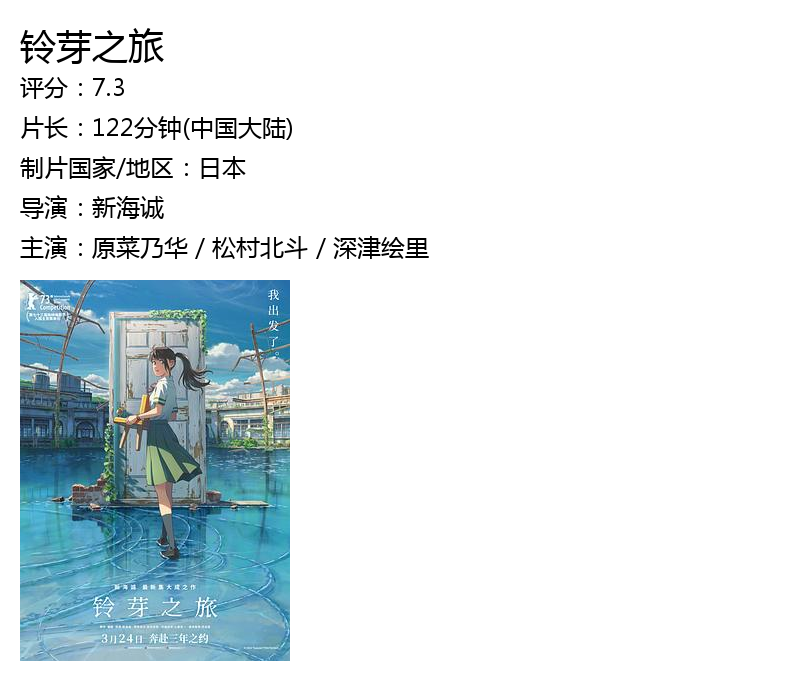 铃芽之旅
评分：7.3
片长：122分钟(中国大陆)
制片国家/地区：日本
导演：新海诚
主演：原菜乃华 / 松村北斗 / 深津绘里
我出发了。
73
Competition
新海诚 最新集大成之作
铃芽之旅
3月24日 奔赴三年之约